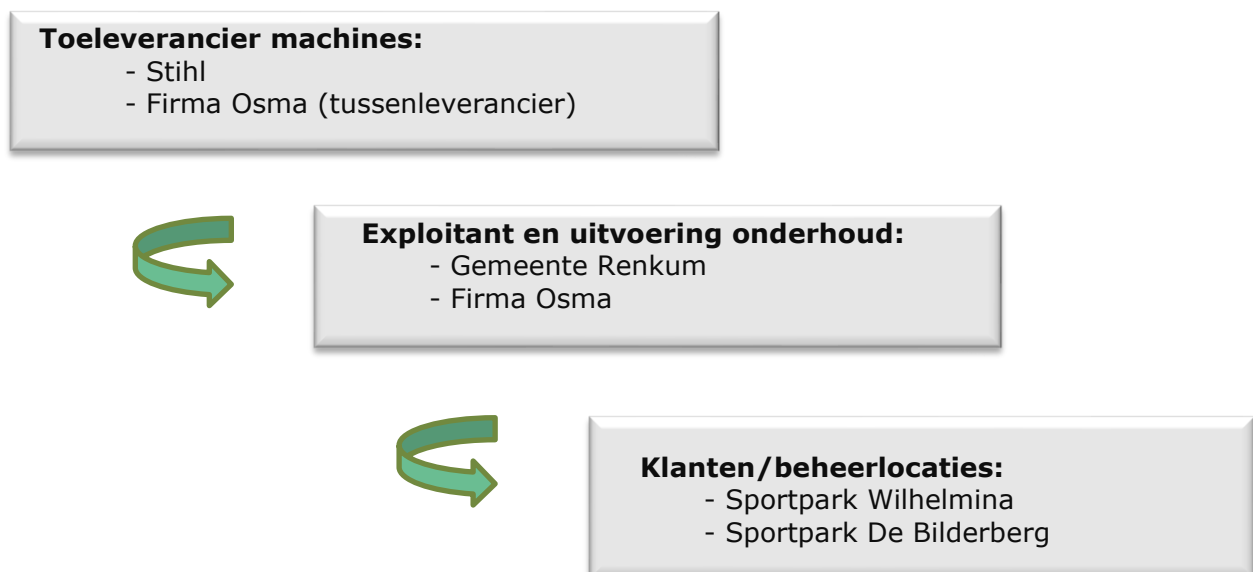 Toeleverancier machines:
- Stihl
- Firma Osma (tussenleverancier)
Exploitant en uitvoering onderhoud:
- Gemeente Renkum
- Firma Osma
Klanten/beheerlocaties:
- Sportpark Wilhelmina
- Sportpark De Bilderberg